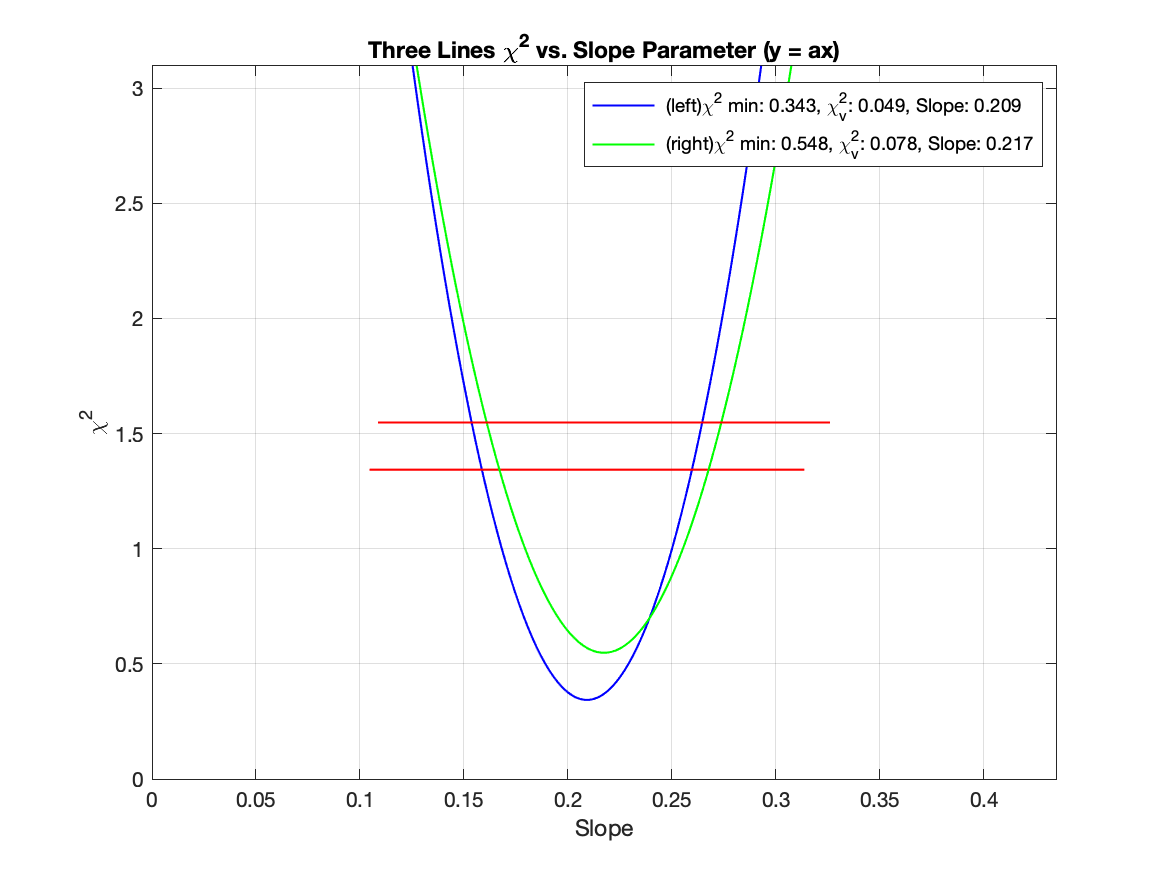 Three Lines χ² vs. Slope Parameter (y = ax)
(left)χ² min: 0.343, χ²ᵥ: 0.049, Slope: 0.209
(right)χ² min: 0.548, χ²ᵥ: 0.078, Slope: 0.217
3
2.5
2
1.5
1
0.5
0
χ²
0 0.05 0.1 0.15 0.2 0.25 0.3 0.35 0.4
Slope